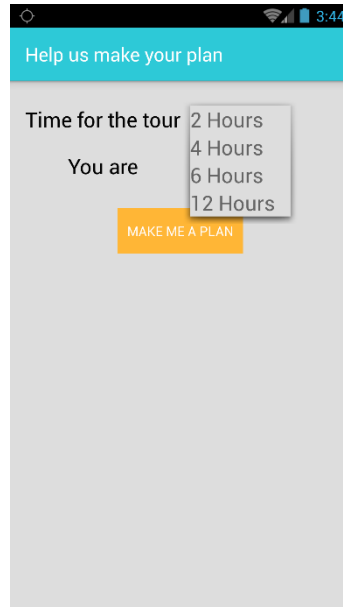 3:44
Help us make your plan
Time for the tour 2 Hours
4 Hours
You are
6 Hours
12 Hours
MAKE ME A PLAN